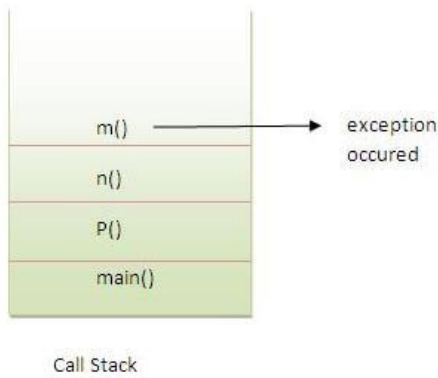 m()
exception
occured
n()
P()
main()
Call Stack